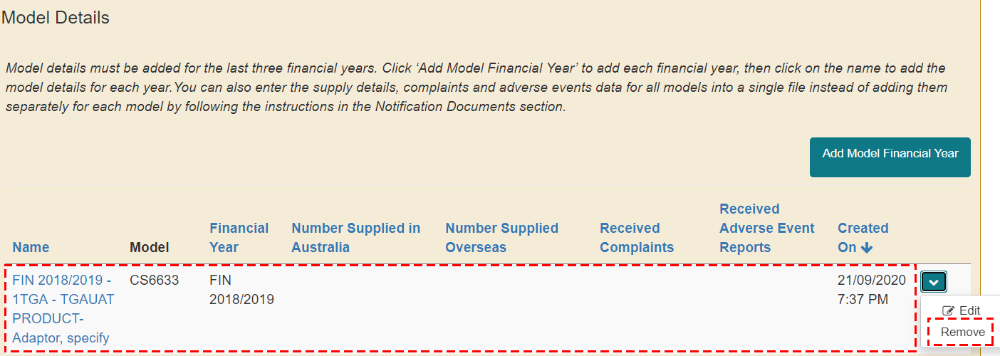 Model Details
Model details must be added for the last three financial years. Click ‘Add Model Financial Year’ to add each financial year, then click on the name to add the
model details for each year.You can also enter the supply details, complaints and adverse events data for all models into a single file instead of adding them
separately for each model by following the instructions in the Notification Documents section.
Add Model Financial Year
Name
Model
Financial
Year
Number Supplied in
Australia
Number Supplied
Overseas
Received
Complaints
Received
Adverse Event
Reports
Created
On
FIN 2018/2019 -
1TGA - TGAUAT
PRODUCT-
Adaptor, specify
CS6633
FIN
2018/2019
21/09/2020
7:37 PM
Edit
Remove